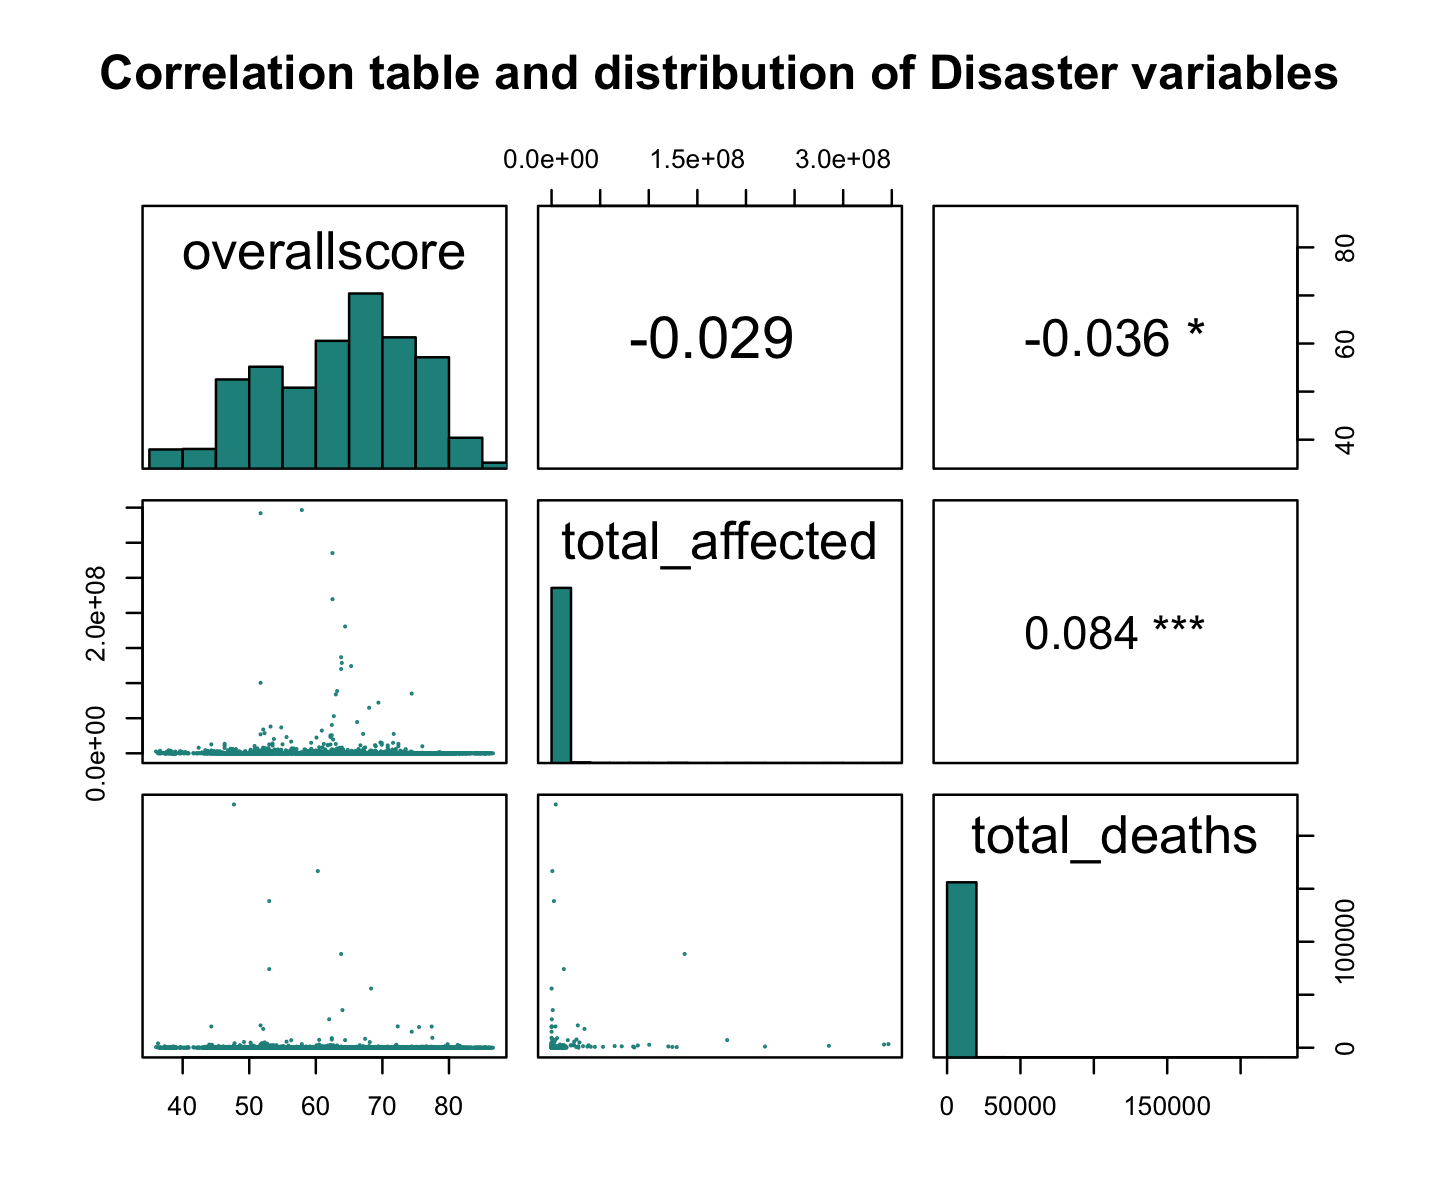 Correlation table and distribution of Disaster variables
0.0e+00 1.5e+08 3.0e+08
overallscore
-0.029
-0.036 *
40 60 80
0.0e+00 2.0e+08
total_affected
0.084 ***
total_deaths
0 100000
40 50 60 70 80
0 50000 150000